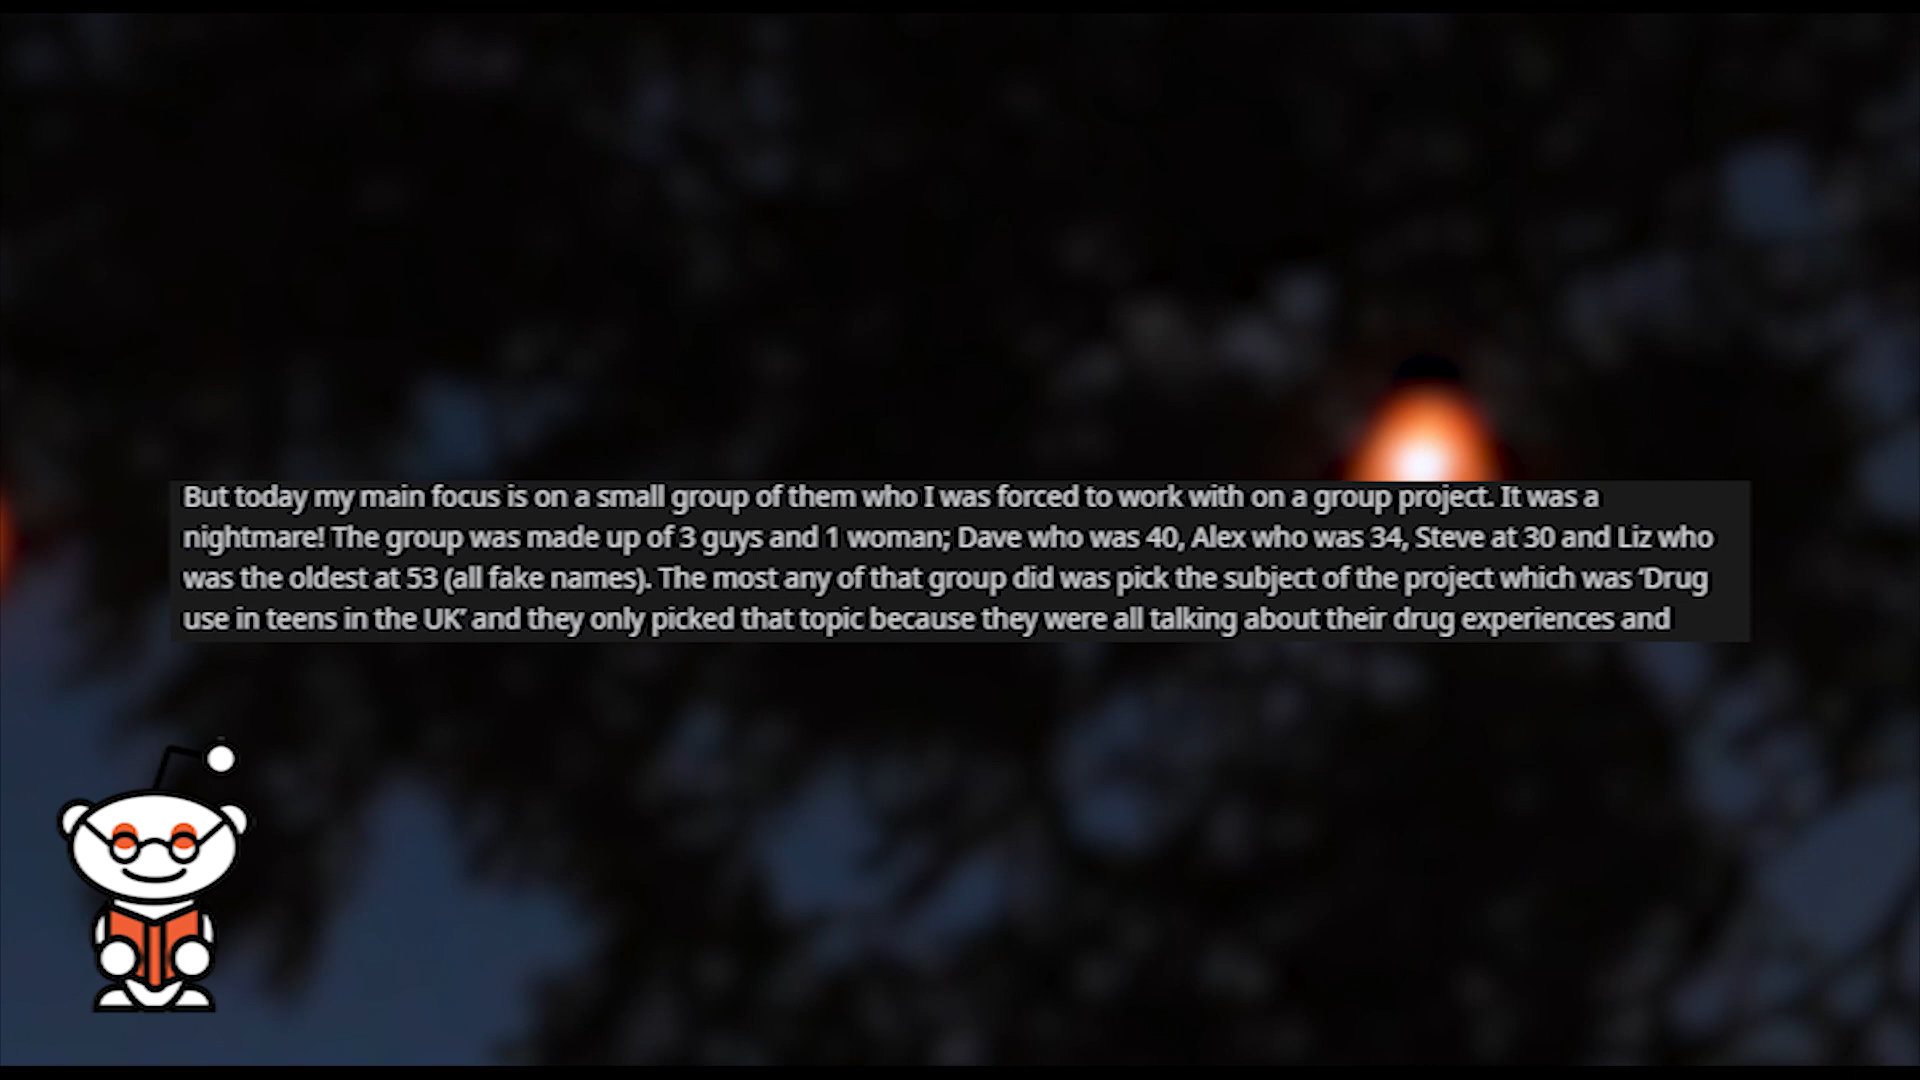 But today my main focus is on a small group of them who I was forced to work with on a group project. It was a
nightmare! The group was made up of 3 guys and 1 woman; Dave who was 40, Alex who was 34, Steve at 30 and Liz who
was the oldest at 53 (all fake names). The most any of that group did was pick the subject of the project which was ‘Drug
use in teens in the UK’ and they only picked that topic because they were all talking about their drug experiences and